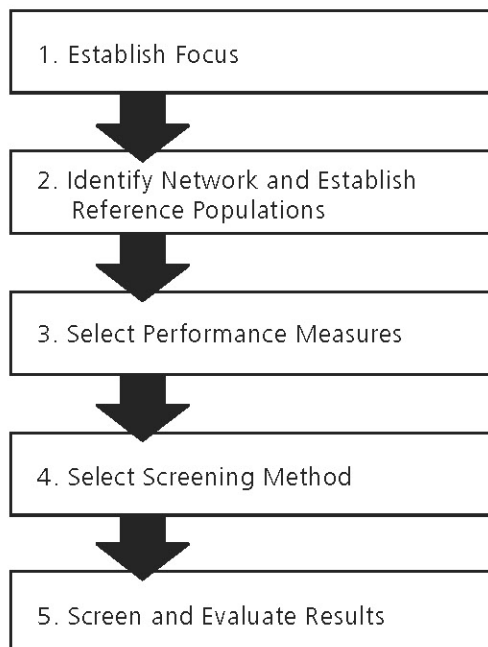 1. Establish Focus
2. Identify Network and Establish
Reference Populations
3. Select Performance Measures
4. Select Screening Method
5. Screen and Evaluate Results